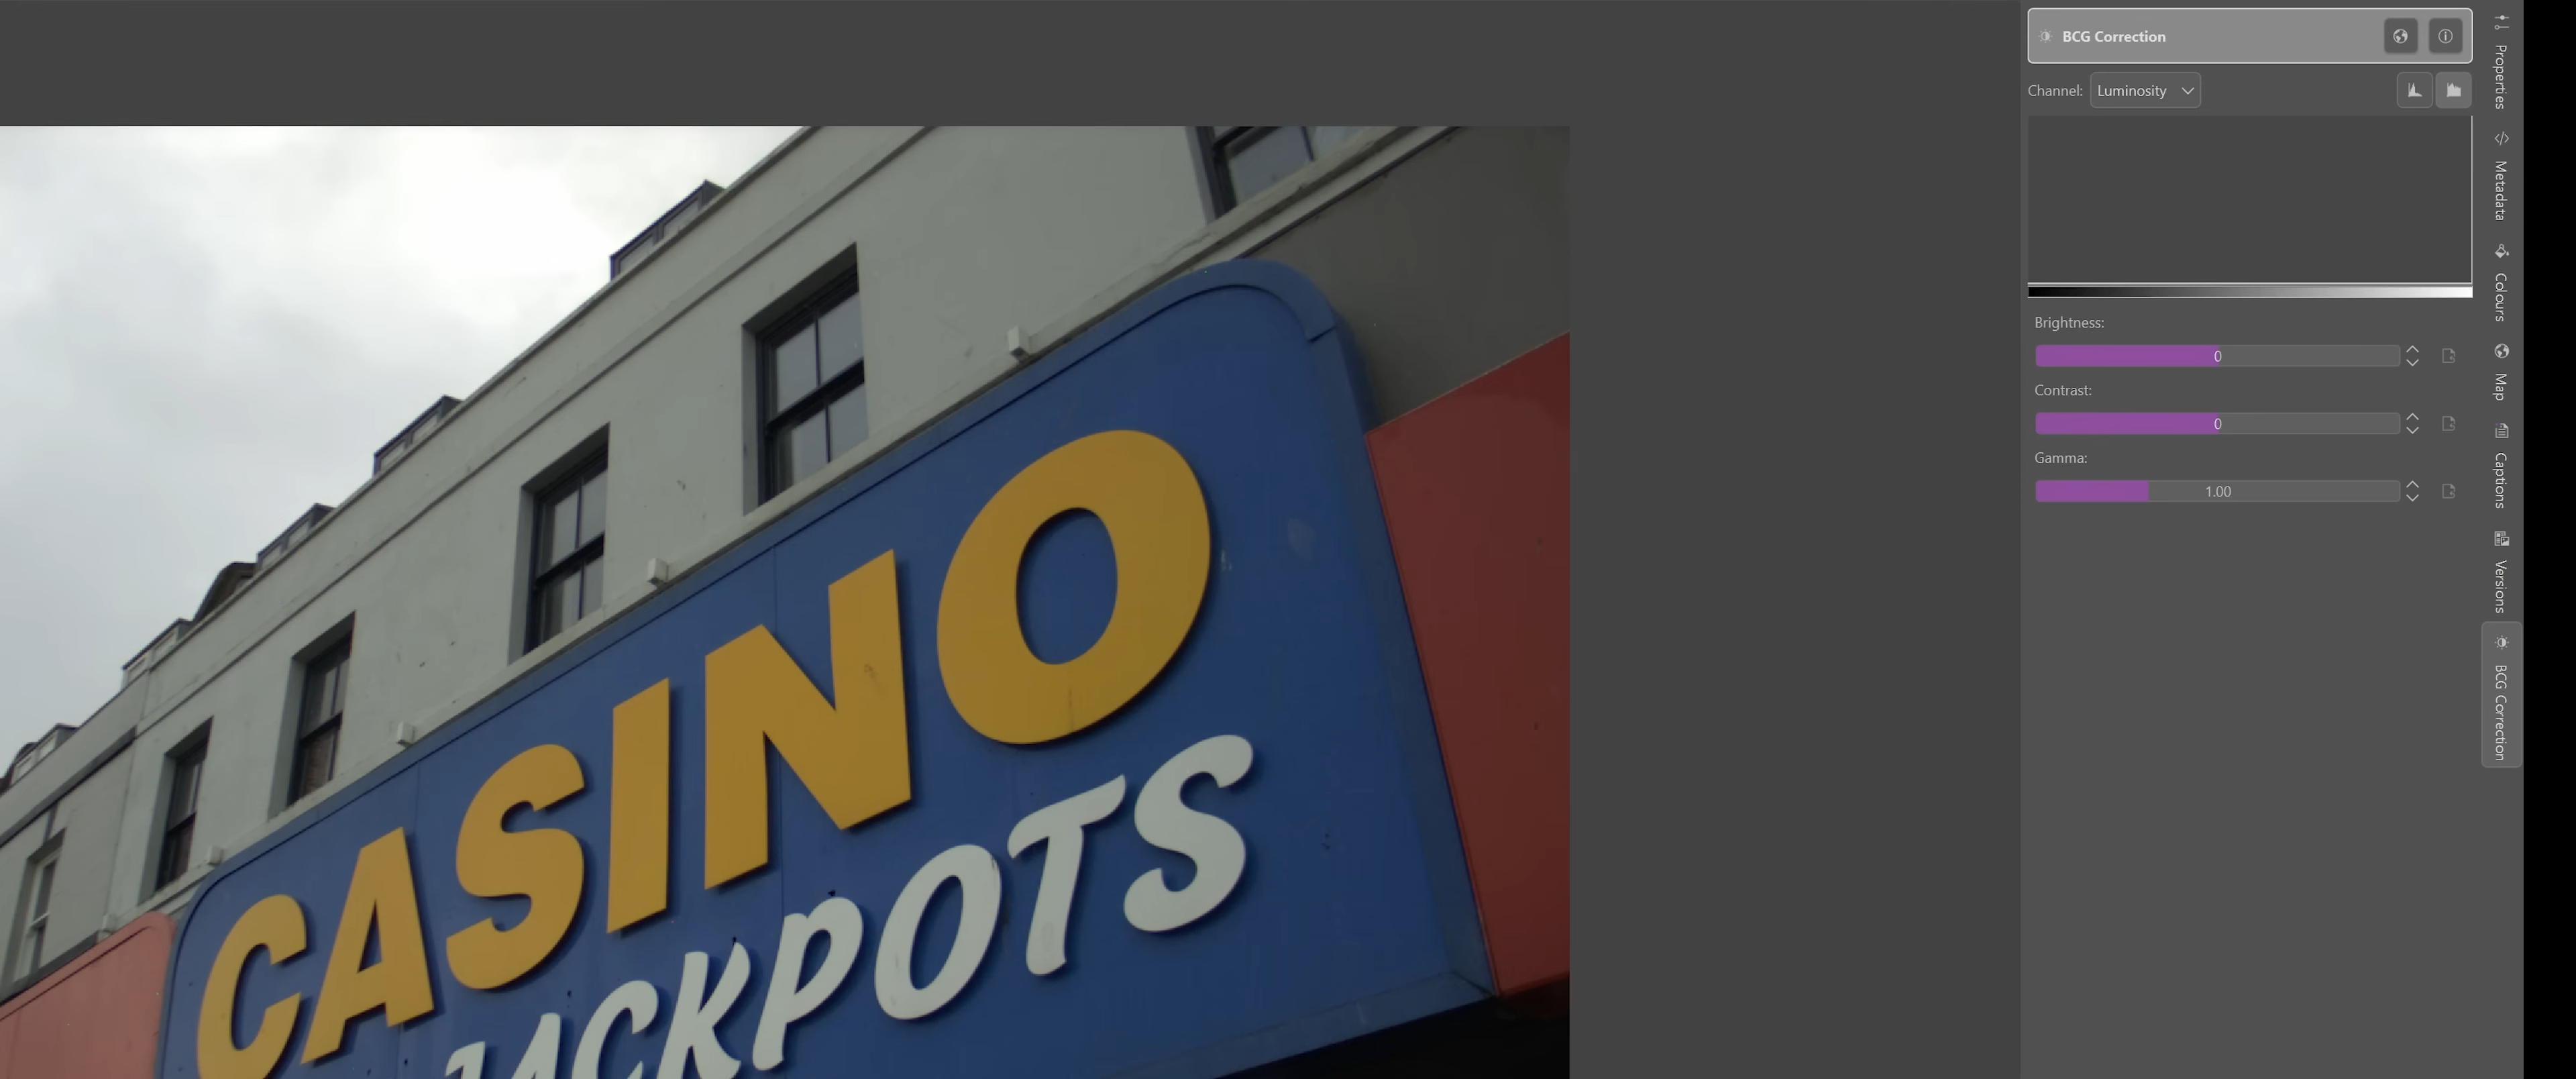 BCG Correction
Channel: Luminosity
Brightness:
0
Contrast:
0
Gamma:
1.00
Properties
Metadata
Colours
Map
Captions
Versions
BCG Correction
CASINO
JACKPOTS